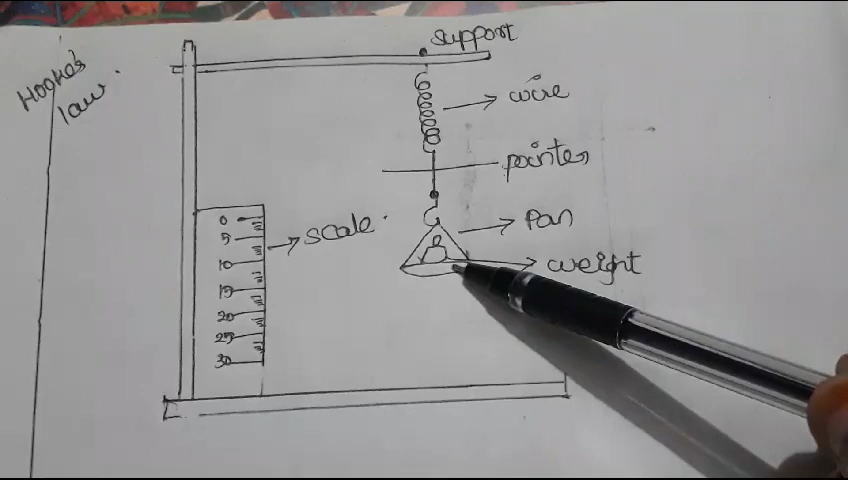 Hooke's
law.
support
wire
pointer
scale.
Pan
weight
0
5
10
15
20
25
30